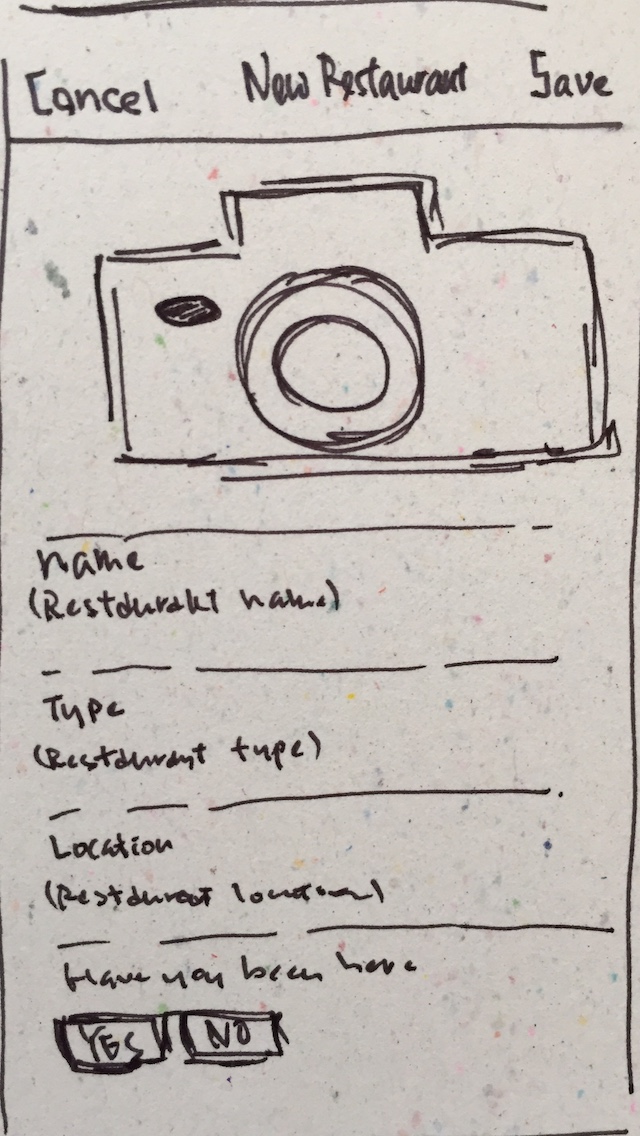 Cancel New Restaurant Save
name
(Restaurant name)
Type
(Restaurant type)
Location
(Restaurant location)
Have you been here
YES NO